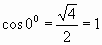 cos 0⁰ = √4/2 = 1